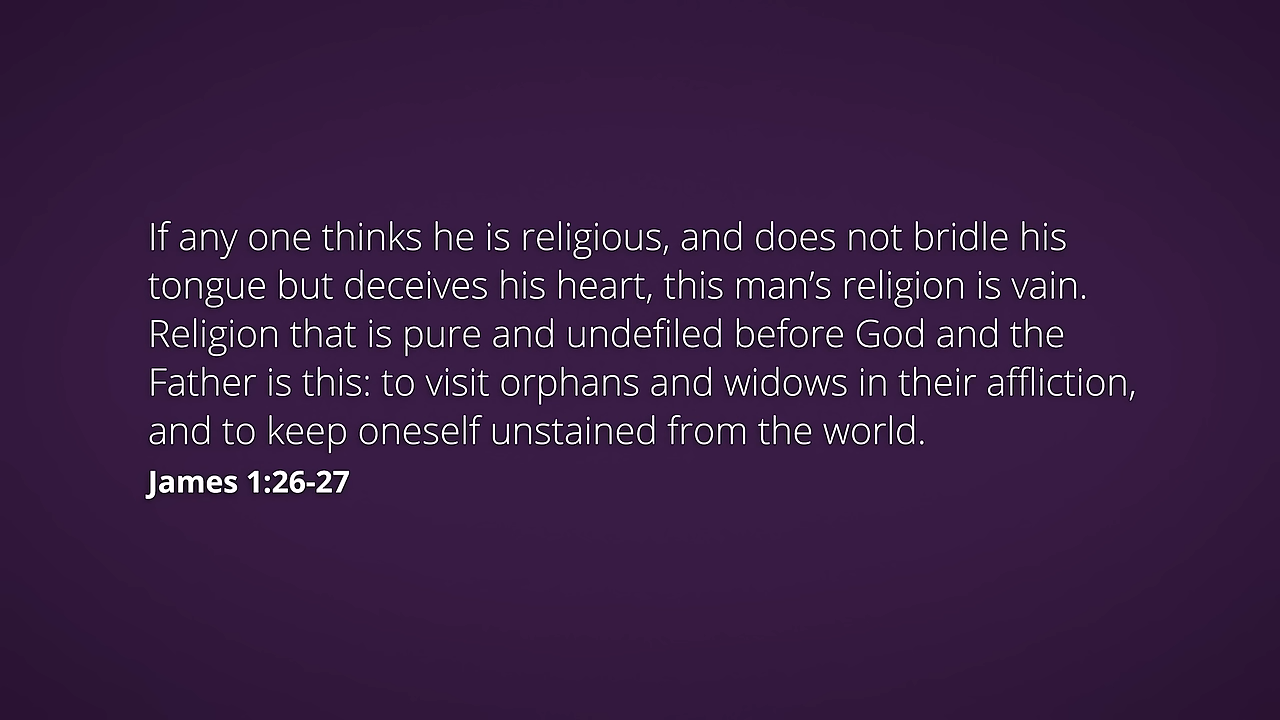 If any one thinks he is religious, and does not bridle his
tongue but deceives his heart, this man’s religion is vain.
Religion that is pure and undefiled before God and the
Father is this: to visit orphans and widows in their affliction,
and to keep oneself unstained from the world.
James 1:26-27